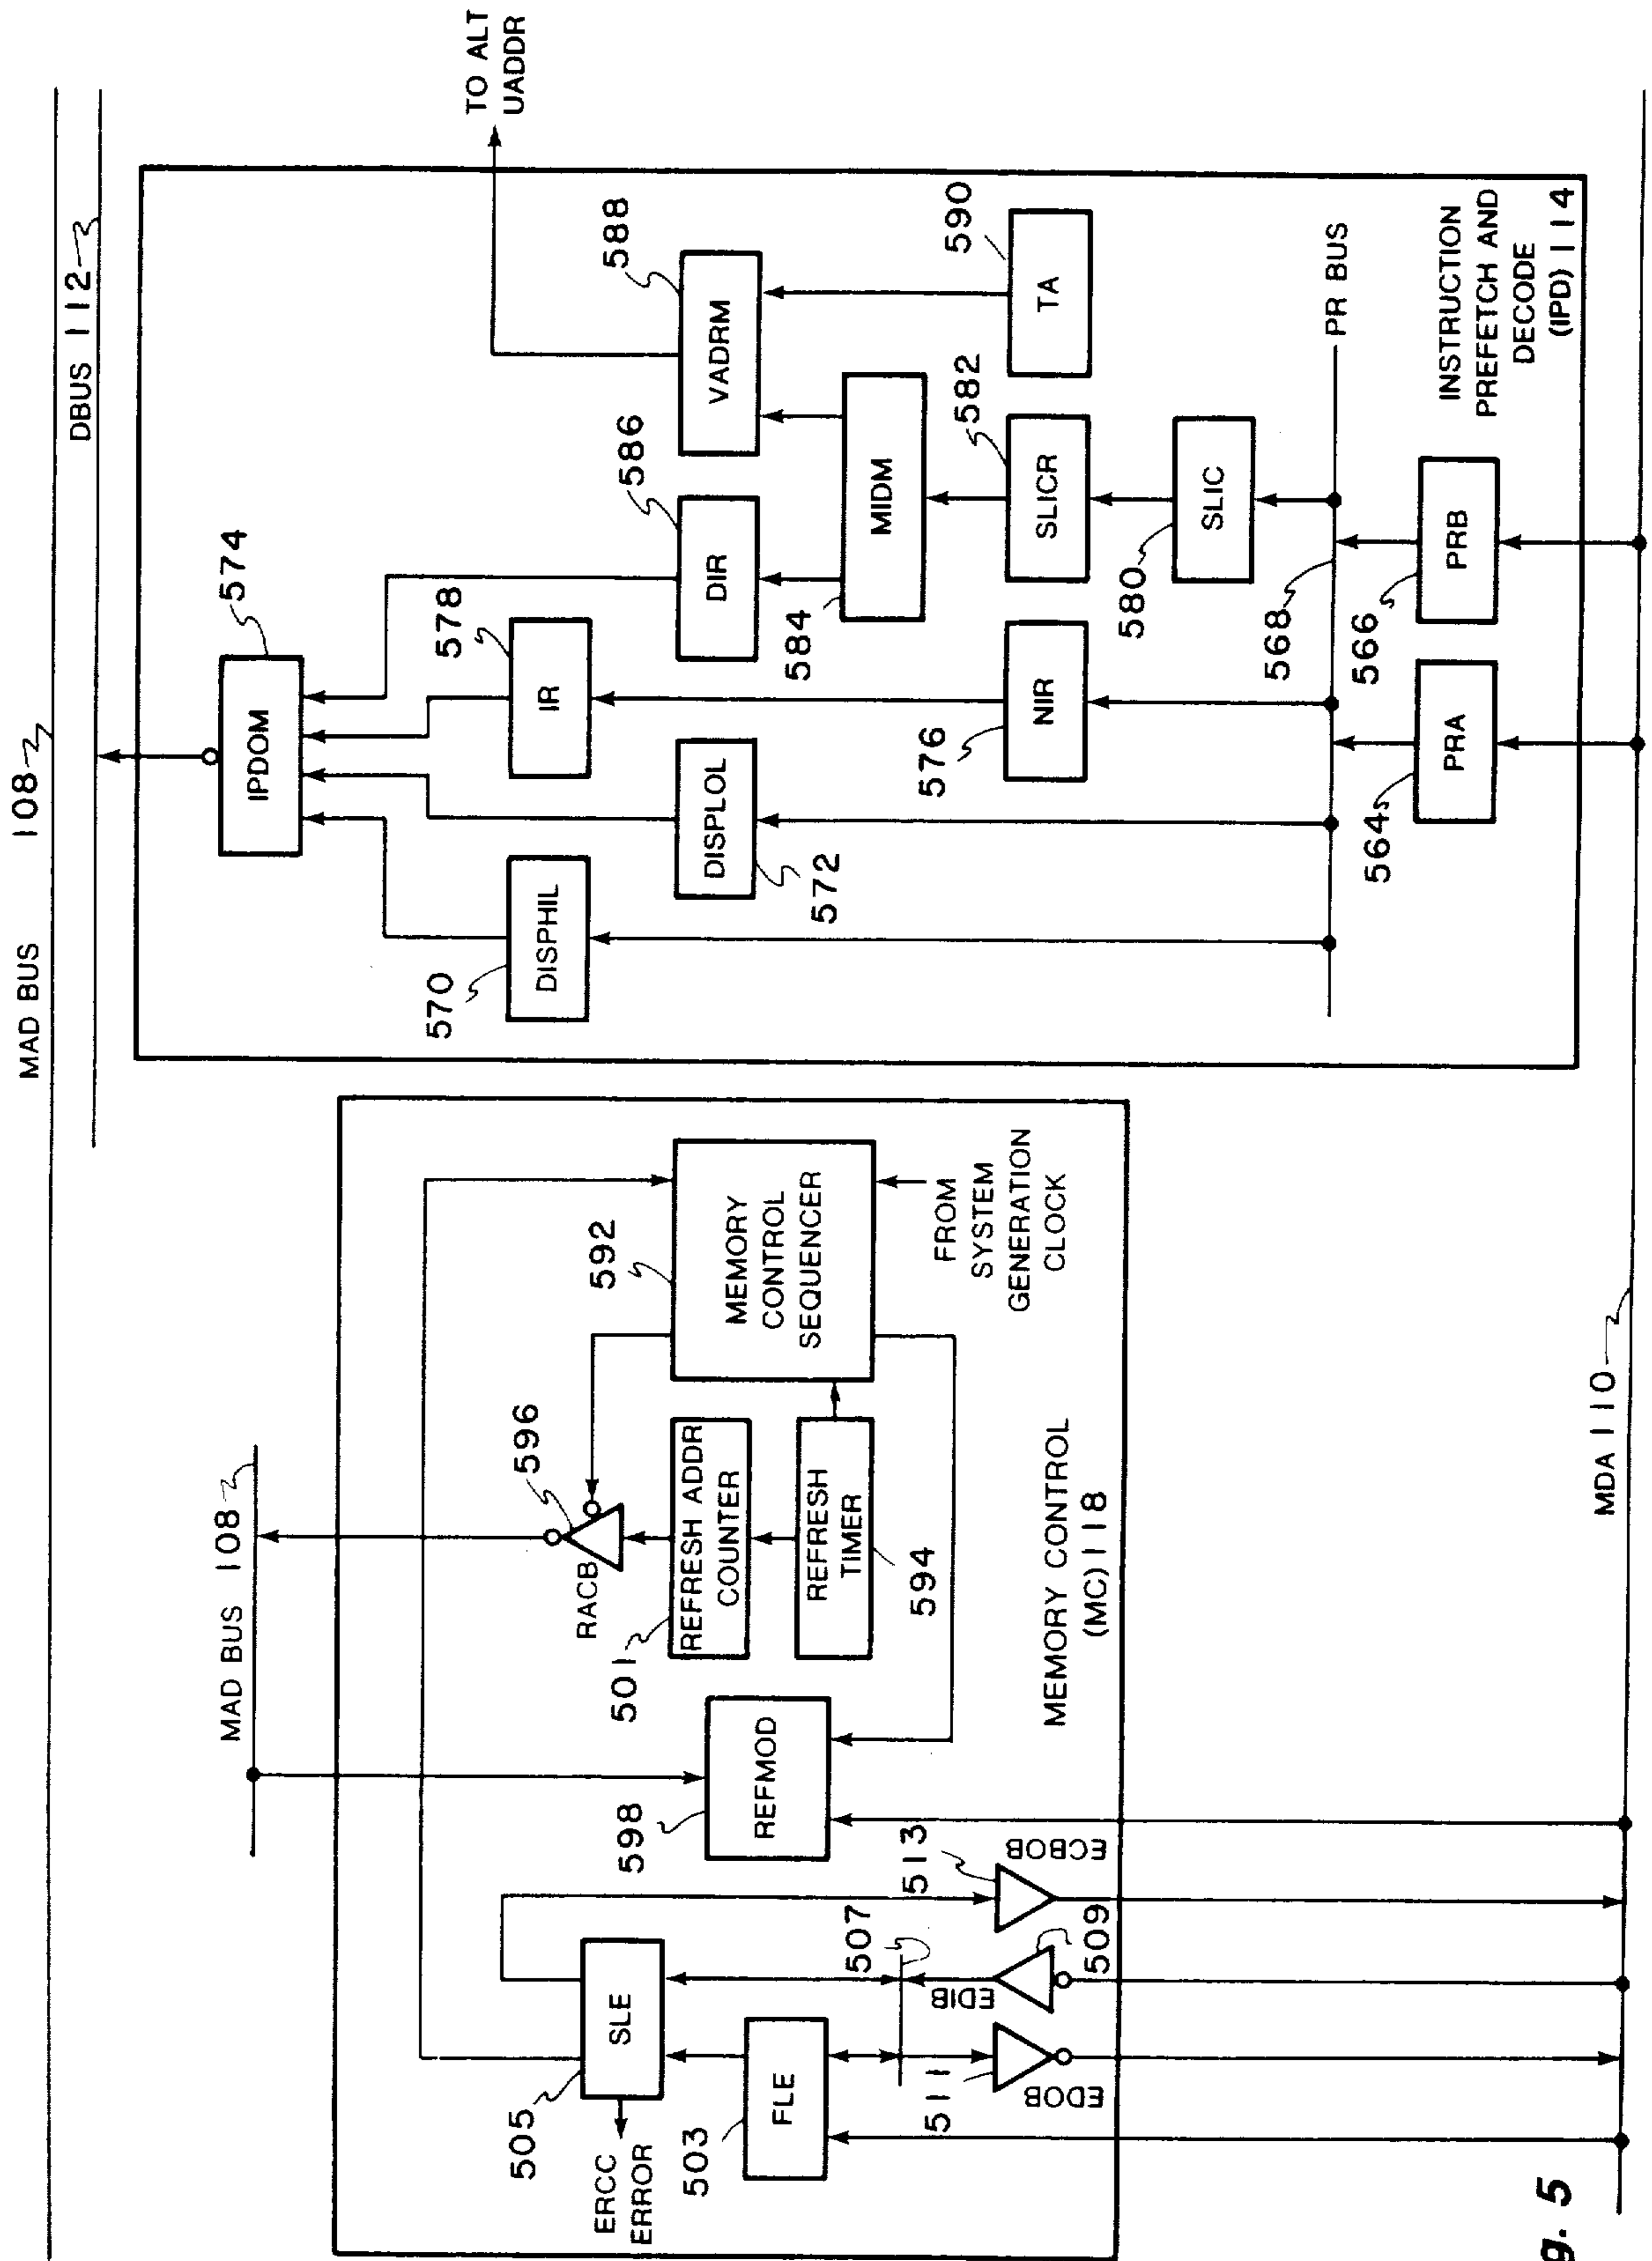 MAD BUS 108
DBUS 112
TO ALT
UADDR
574
IPDOM
570
DISPHIL
572
DISPLOL
578
IR
576
NIR
586
DIR
588
VADRM
584
MIDM
582
SLICR
580
SLIC
590
TA
568
PR BUS
564
PRA
566
PRB
INSTRUCTION
PREFETCH AND
DECODE
(IPD) 114
MAD BUS 108
596
RACB
592
MEMORY
CONTROL
SEQUENCER
FROM
SYSTEM
GENERATION
CLOCK
501
REFRESH ADDR
COUNTER
REFRESH
TIMER
594
598
REFMOD
505
SLE
ERCC
ERROR
503
FLE
507
513
ECBOB
509
EDIB
511
EDOB
MEMORY CONTROL
(MC) 118
MDA 110
g. 5